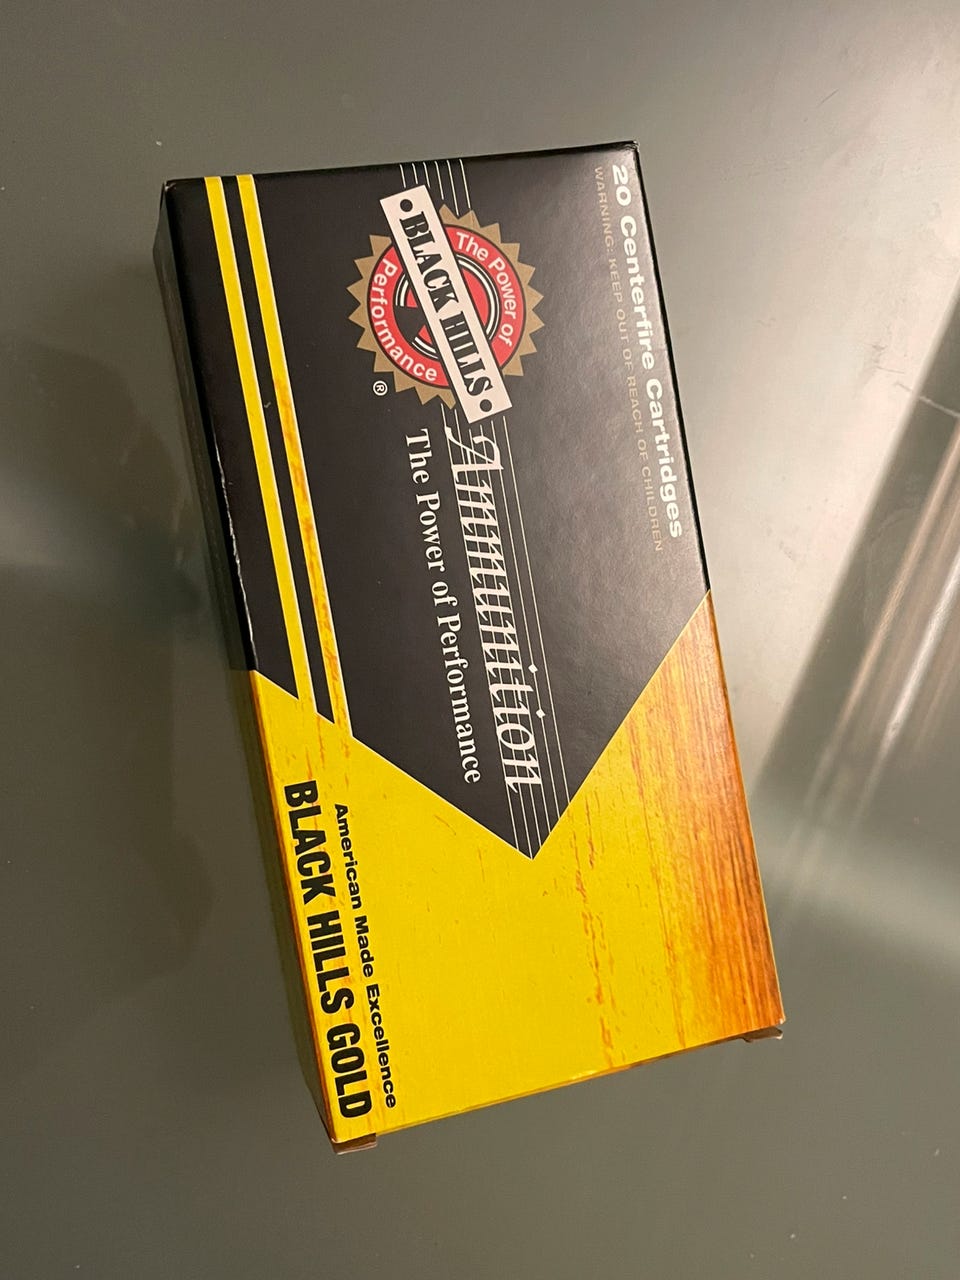 20 Centerfire Cartridges
WARNING: KEEP OUT OF REACH OF CHILDREN
The Power of
BLACK HILLS
Performance
®
Ammunition
The Power of Performance
American Made Excellence
BLACK HILLS GOLD